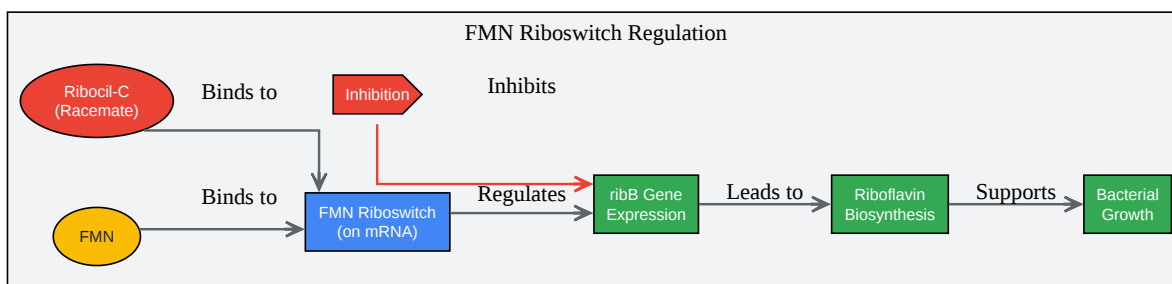 FMN Riboswitch Regulation
Ribocil-C
(Racemate)
Binds to
Inhibition
Inhibits
FMN
Binds to
FMN Riboswitch
(on mRNA)
Regulates
ribB Gene
Expression
Leads to
Riboflavin
Biosynthesis
Supports
Bacterial
Growth